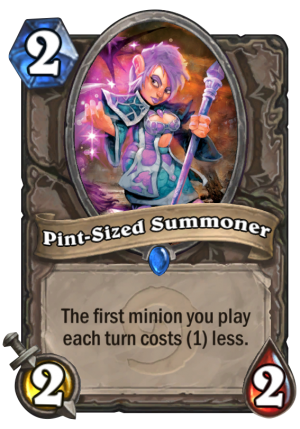 2
Pint-Sized Summoner
The first minion you play
each turn costs (1) less.
2 2